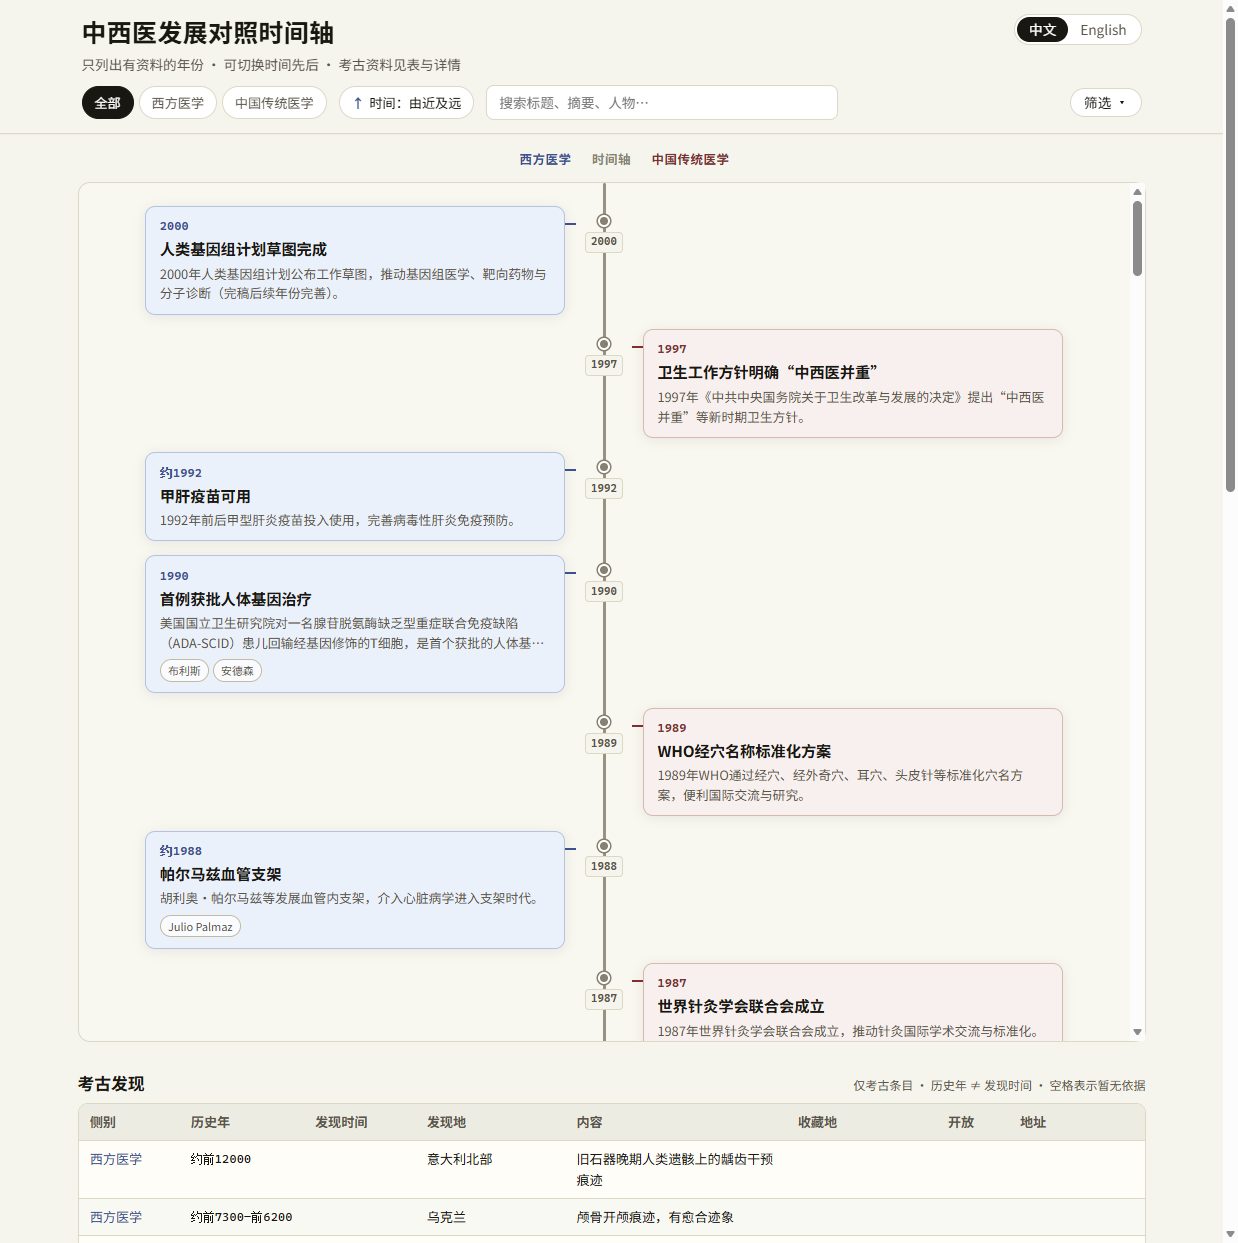 中西医发展对照时间轴
中文 English
只列出有资料的年份 · 可切换时间先后 · 考古资料见表与详情
全部 西方医学 中国传统医学 ↑ 时间：由近及远 搜索标题、摘要、人物… 筛选 ▾
西方医学 时间轴 中国传统医学
2000
人类基因组计划草图完成
2000年人类基因组计划公布工作草图，推动基因组医学、靶向药物与
分子诊断（完稿后续年份完善）。
2000
1997
1997
卫生工作方针明确“中西医并重”
1997年《中共中央国务院关于卫生改革与发展的决定》提出“中西医
并重”等新时期卫生方针。
约1992
甲肝疫苗可用
1992年前后甲型肝炎疫苗投入使用，完善病毒性肝炎免疫预防。
1992
1990
首例获批人体基因治疗
美国国立卫生研究院对一名腺苷脱氨酶缺乏型重症联合免疫缺陷
（ADA-SCID）患儿回输经基因修饰的T细胞，是首个获批的人体基…
布利斯 安德森
1990
1989
1989
WHO经穴名称标准化方案
1989年WHO通过经穴、经外奇穴、耳穴、头皮针等标准化穴名方
案，便利国际交流与研究。
约1988
帕尔马兹血管支架
胡利奥·帕尔马兹等发展血管内支架，介入心脏病学进入支架时代。
Julio Palmaz
1988
1987
1987
世界针灸学会联合会成立
1987年世界针灸学会联合会成立，推动针灸国际学术交流与标准化。
考古发现 仅考古条目 · 历史年 ≠ 发现时间 · 空格表示暂无依据
侧别 历史年 发现时间 发现地 内容 收藏地 开放 地址
西方医学 约前12000 意大利北部 旧石器晚期人类遗骸上的龋齿干预
痕迹
西方医学 约前7300–前6200 乌克兰 颅骨开颅痕迹，有愈合迹象